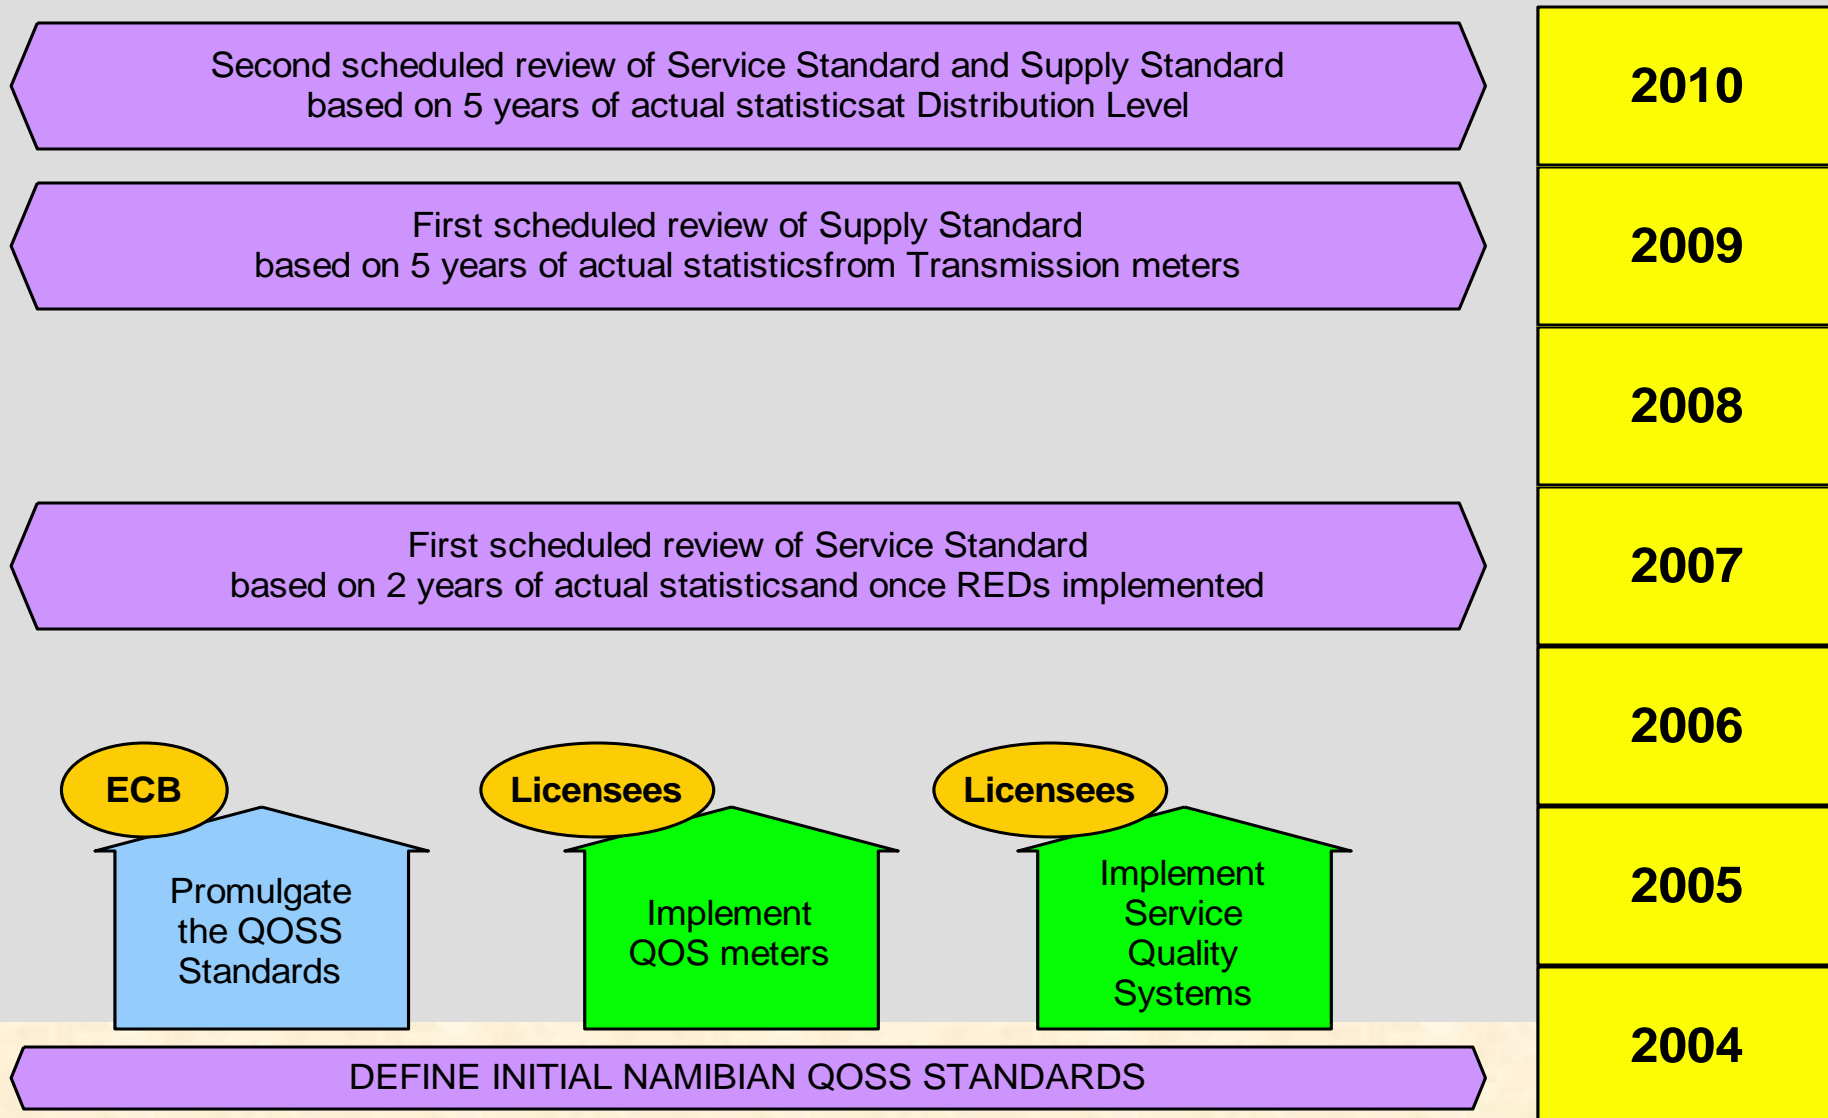 Second scheduled review of Service Standard and Supply Standard
based on 5 years of actual statisticsat Distribution Level
2010
First scheduled review of Supply Standard
based on 5 years of actual statisticsfrom Transmission meters
2009
2008
First scheduled review of Service Standard
based on 2 years of actual statisticsand once REDs implemented
2007
2006
ECB
Promulgate
the QOSS
Standards
Licensees
Implement
QOS meters
Licensees
Implement
Service
Quality
Systems
2005
2004
DEFINE INITIAL NAMIBIAN QOSS STANDARDS